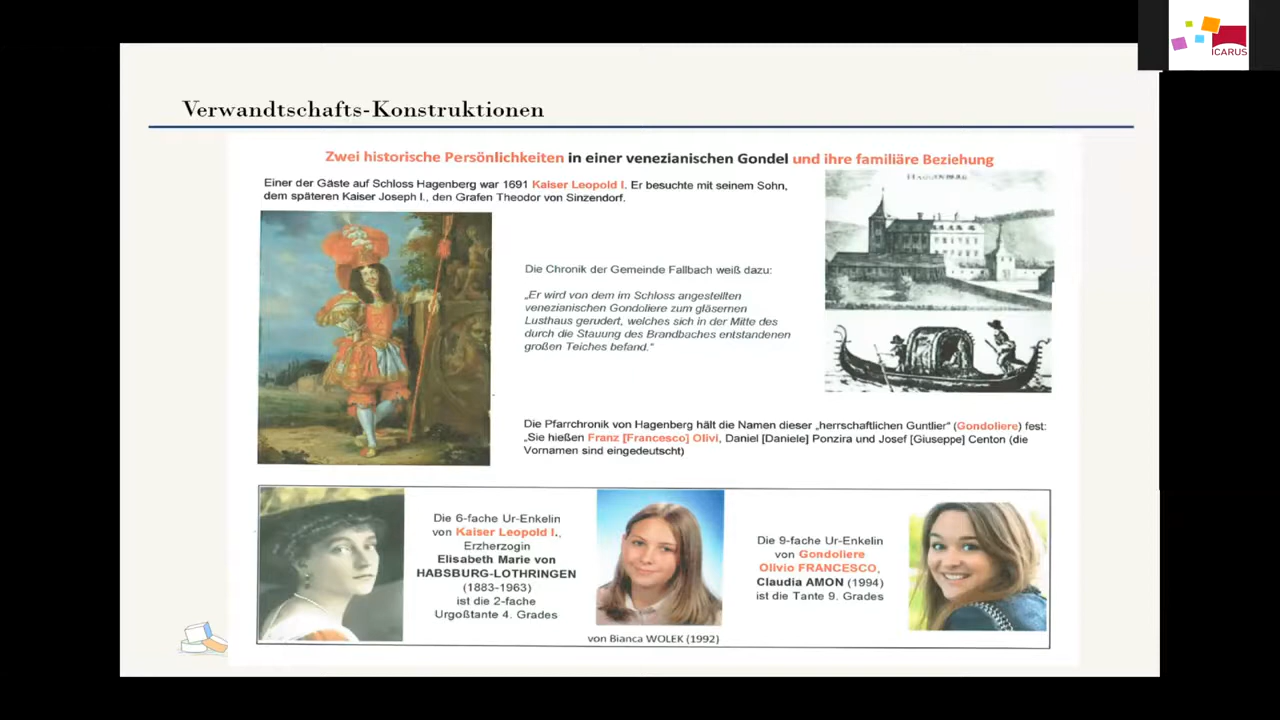 ICARUS
Verwandtschafts-Konstruktionen
Zwei historische Persönlichkeiten in einer venezianischen Gondel und ihre familiäre Beziehung
Einer der Gäste auf Schloss Hagenberg war 1691 Kaiser Leopold I. Er besuchte mit seinem Sohn,
dem späteren Kaiser Joseph I., den Grafen Theodor von Sinzendorf.
HAGENBERG
Die Chronik der Gemeinde Fallbach weiß dazu:
„Er wird von dem im Schloss angestellten
venezianischen Gondoliere zum gläsernen
Lusthaus gerudert, welches sich in der Mitte des
durch die Stauung des Brandbaches entstandenen
großen Teiches befand.“
Die Pfarrchronik von Hagenberg hält die Namen dieser „herrschaftlichen Guntlier“ (Gondoliere) fest:
„Sie hießen Franz [Francesco] Olivi, Daniel [Daniele] Ponzira und Josef [Giuseppe] Centon (die
Vornamen sind eingedeutscht)
Die 6-fache Ur-Enkelin
von Kaiser Leopold I.,
Erzherzogin
Elisabeth Marie von
HABSBURG-LOTHRINGEN
(1883-1963)
ist die 2-fache
Urgoßtante 4. Grades
von Bianca WOLEK (1992)
Die 9-fache Ur-Enkelin
von Gondoliere
Olivio FRANCESCO,
Claudia AMON (1994)
ist die Tante 9. Grades